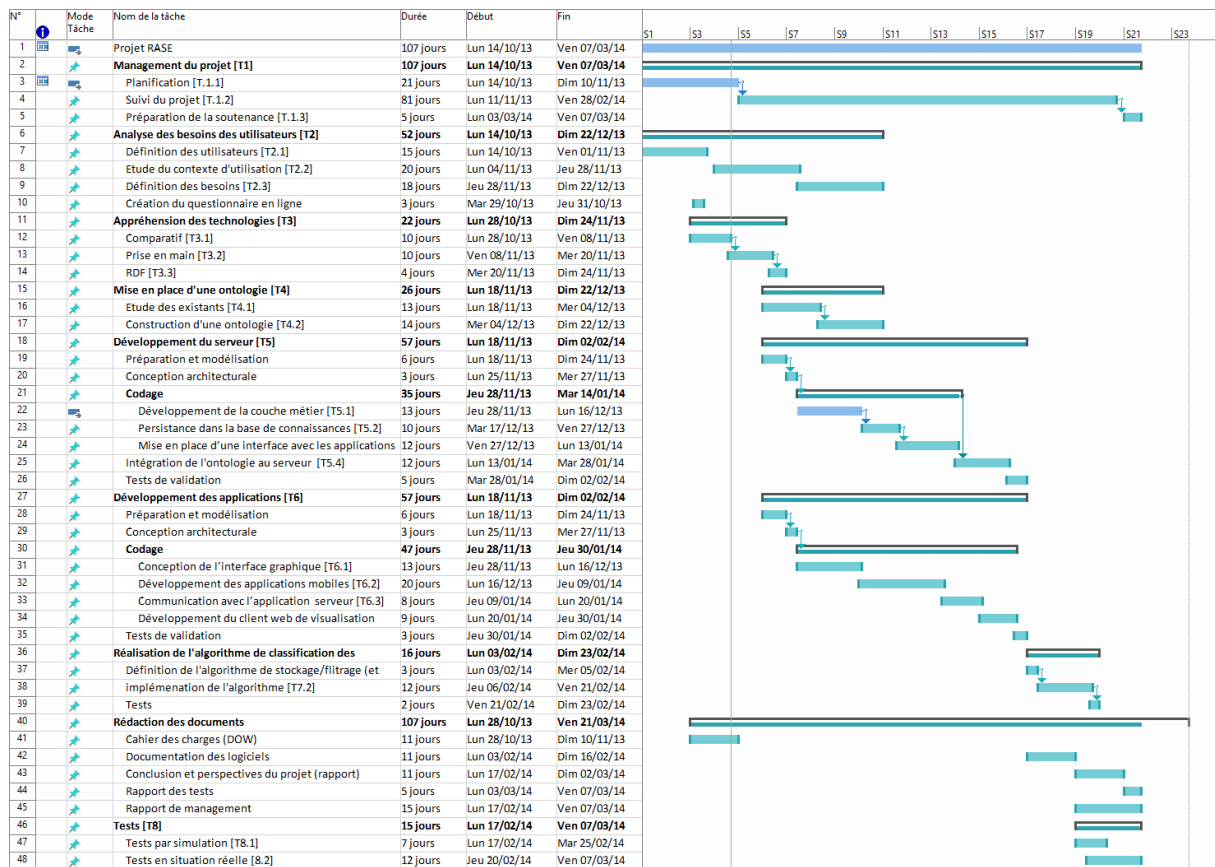 N° Mode Tâche Nom de la tâche Durée Début Fin S1 S3 S5 S7 S9 S11 S13 S15 S17 S19 S21 S23
1 Projet RASE 107 jours Lun 14/10/13 Ven 07/03/14
2 Management du projet [T1] 107 jours Lun 14/10/13 Ven 07/03/14
3 Planification [T.1.1] 21 jours Lun 14/10/13 Dim 10/11/13
4 Suivi du projet [T.1.2] 81 jours Lun 11/11/13 Ven 28/02/14
5 Préparation de la soutenance [T.1.3] 5 jours Lun 03/03/14 Ven 07/03/14
6 Analyse des besoins des utilisateurs [T2] 52 jours Lun 14/10/13 Dim 22/12/13
7 Définition des utilisateurs [T2.1] 15 jours Lun 14/10/13 Ven 01/11/13
8 Etude du contexte d'utilisation [T2.2] 20 jours Lun 04/11/13 Jeu 28/11/13
9 Définition des besoins [T2.3] 18 jours Jeu 28/11/13 Dim 22/12/13
10 Création du questionnaire en ligne 3 jours Mar 29/10/13 Jeu 31/10/13
11 Appréhension des technologies [T3] 22 jours Lun 28/10/13 Dim 24/11/13
12 Comparatif [T3.1] 10 jours Lun 28/10/13 Ven 08/11/13
13 Prise en main [T3.2] 10 jours Ven 08/11/13 Mer 20/11/13
14 RDF [T3.3] 4 jours Mer 20/11/13 Dim 24/11/13
15 Mise en place d'une ontologie [T4] 26 jours Lun 18/11/13 Dim 22/12/13
16 Etude des existants [T4.1] 13 jours Lun 18/11/13 Mer 04/12/13
17 Construction d'une ontologie [T4.2] 14 jours Mer 04/12/13 Dim 22/12/13
18 Développement du serveur [T5] 57 jours Lun 18/11/13 Dim 02/02/14
19 Préparation et modélisation 6 jours Lun 18/11/13 Dim 24/11/13
20 Conception architecturale 3 jours Lun 25/11/13 Mer 27/11/13
21 Codage 35 jours Jeu 28/11/13 Mar 14/01/14
22 Développement de la couche métier [T5.1] 13 jours Jeu 28/11/13 Lun 16/12/13
23 Persistance dans la base de connaissances [T5.2] 10 jours Mar 17/12/13 Ven 27/12/13
24 Mise en place d’une interface avec les applications 12 jours Ven 27/12/13 Lun 13/01/14
25 Intégration de l'ontologie au serveur [T5.4] 12 jours Lun 13/01/14 Mar 28/01/14
26 Tests de validation 5 jours Mar 28/01/14 Dim 02/02/14
27 Développement des applications [T6] 57 jours Lun 18/11/13 Dim 02/02/14
28 Préparation et modélisation 6 jours Lun 18/11/13 Dim 24/11/13
29 Conception architecturale 3 jours Lun 25/11/13 Mer 27/11/13
30 Codage 47 jours Jeu 28/11/13 Jeu 30/01/14
31 Conception de l’interface graphique [T6.1] 13 jours Jeu 28/11/13 Lun 16/12/13
32 Développement des applications mobiles [T6.2] 20 jours Lun 16/12/13 Jeu 09/01/14
33 Communication avec l’application serveur [T6.3] 8 jours Jeu 09/01/14 Lun 20/01/14
34 Développement du client web de visualisation 9 jours Lun 20/01/14 Jeu 30/01/14
35 Tests de validation 3 jours Jeu 30/01/14 Dim 02/02/14
36 Réalisation de l'algorithme de classification des 16 jours Lun 03/02/14 Dim 23/02/14
37 Définition de l'algorithme de stockage/flitrage (et 3 jours Lun 03/02/14 Mer 05/02/14
38 implémenation de l'algorithme [T7.2] 12 jours Jeu 06/02/14 Ven 21/02/14
39 Tests 2 jours Ven 21/02/14 Dim 23/02/14
40 Rédaction des documents 107 jours Lun 28/10/13 Ven 21/03/14
41 Cahier des charges (DOW) 11 jours Lun 28/10/13 Dim 10/11/13
42 Documentation des logiciels 11 jours Lun 03/02/14 Dim 16/02/14
43 Conclusion et perspectives du projet (rapport) 11 jours Lun 17/02/14 Dim 02/03/14
44 Rapport des tests 5 jours Lun 03/03/14 Ven 07/03/14
45 Rapport de management 15 jours Lun 17/02/14 Ven 07/03/14
46 Tests [T8] 15 jours Lun 17/02/14 Ven 07/03/14
47 Tests par simulation [T8.1] 7 jours Lun 17/02/14 Mar 25/02/14
48 Tests en situation réelle [8.2] 12 jours Jeu 20/02/14 Ven 07/03/14